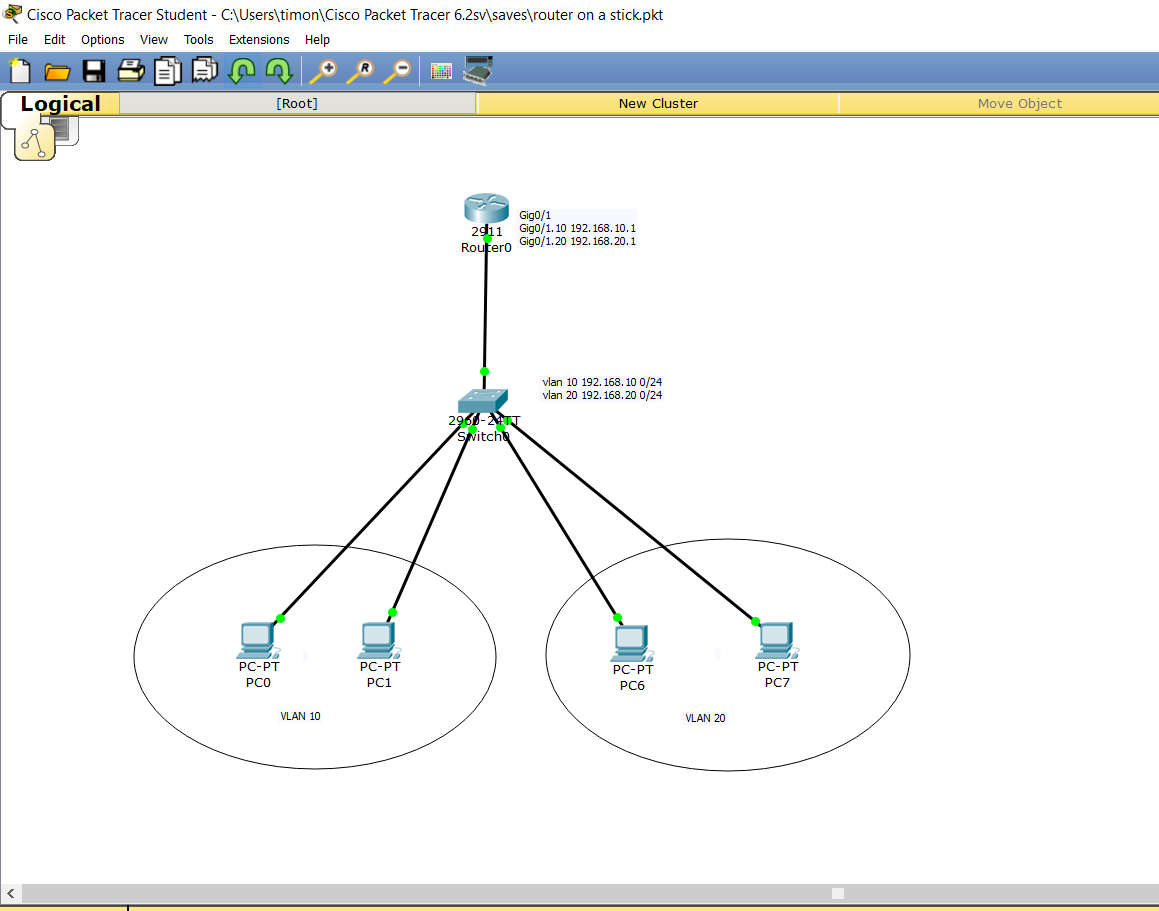 Cisco Packet Tracer Student - C:\Users\timon\Cisco Packet Tracer 6.2sv\saves\router on a stick.pkt
File Edit Options View Tools Extensions Help
Logical [Root] New Cluster Move Object
2911
Router0
Gig0/1
Gig0/1.10 192.168.10.1
Gig0/1.20 192.168.20.1
vlan 10 192.168.10 0/24
vlan 20 192.168.20 0/24
2960-24TT
Switch0
PC-PT
PC0
PC-PT
PC1
PC-PT
PC6
PC-PT
PC7
VLAN 10
VLAN 20